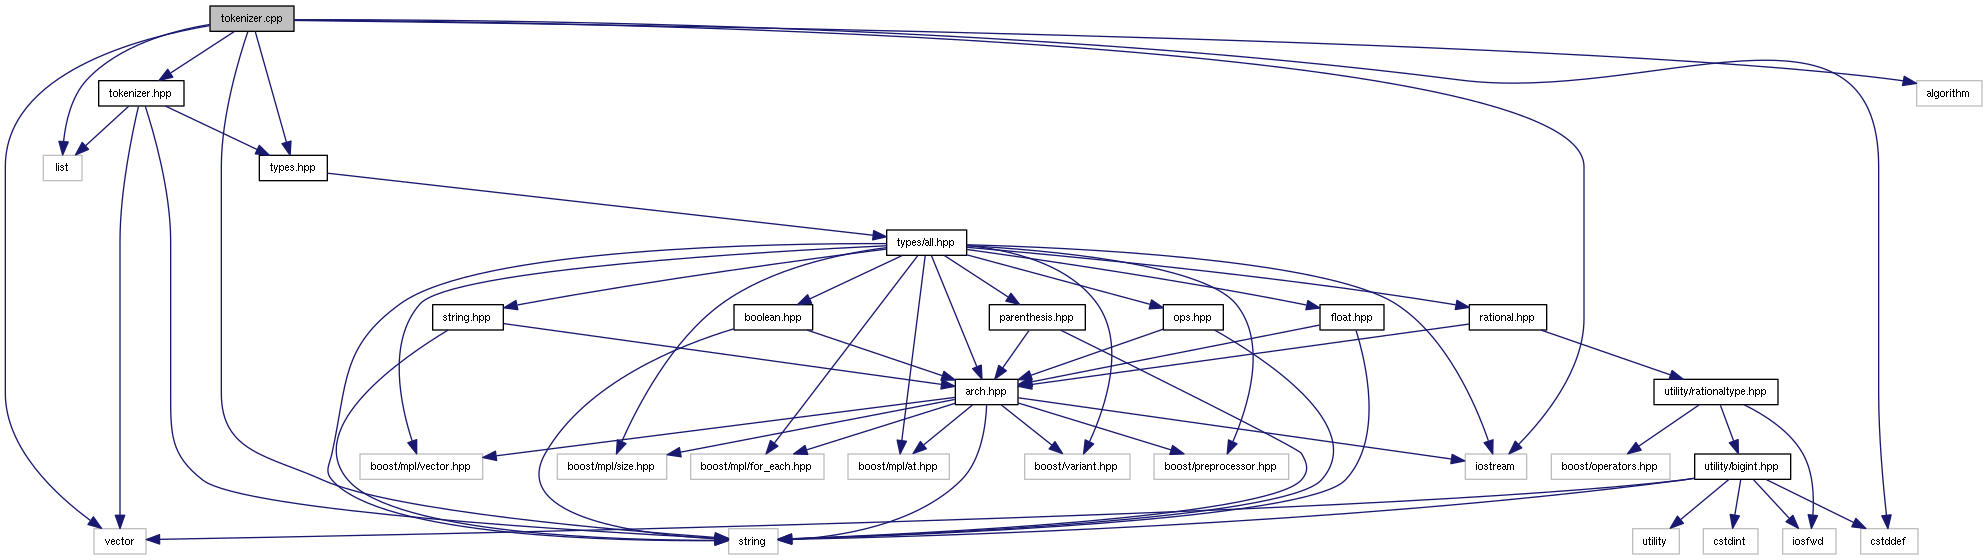 tokenizer.cpp
tokenizer.hpp
algorithm
list
types.hpp
types/all.hpp
string.hpp
boolean.hpp
parenthesis.hpp
ops.hpp
float.hpp
rational.hpp
arch.hpp
utility/rationaltype.hpp
boost/mpl/vector.hpp
boost/mpl/size.hpp
boost/mpl/for_each.hpp
boost/mpl/at.hpp
boost/variant.hpp
boost/preprocessor.hpp
iostream
boost/operators.hpp
utility/bigint.hpp
vector
string
utility
cstdint
iosfwd
cstddef